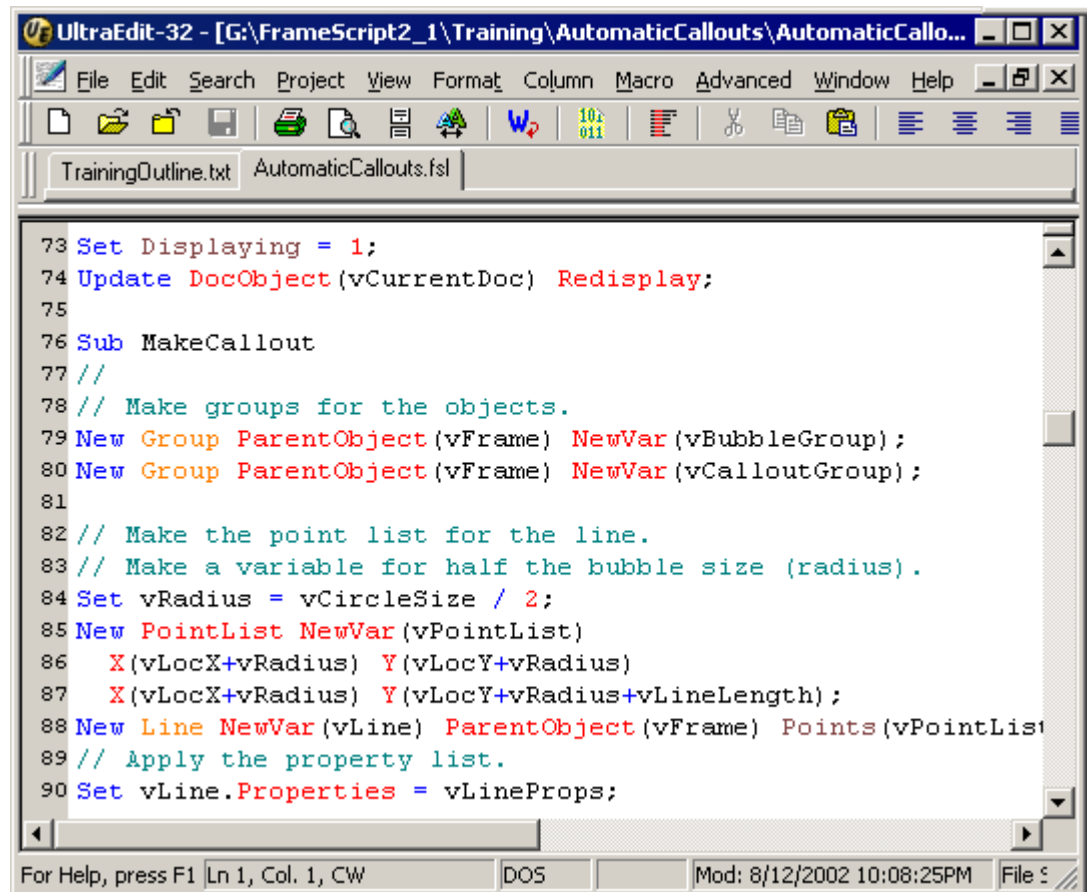 UltraEdit-32 - [G:\FrameScript2_1\Training\AutomaticCallouts\AutomaticCallo...
File Edit Search Project View Format Column Macro Advanced Window Help
TrainingOutline.txt AutomaticCallouts.fsl
73 Set Displaying = 1;
74 Update DocObject(vCurrentDoc) Redisplay;
75
76 Sub MakeCallout
77 //
78 // Make groups for the objects.
79 New Group ParentObject(vFrame) NewVar(vBubbleGroup);
80 New Group ParentObject(vFrame) NewVar(vCalloutGroup);
81
82 // Make the point list for the line.
83 // Make a variable for half the bubble size (radius).
84 Set vRadius = vCircleSize / 2;
85 New PointList NewVar(vPointList)
86   X(vLocX+vRadius) Y(vLocY+vRadius)
87   X(vLocX+vRadius) Y(vLocY+vRadius+vLineLength);
88 New Line NewVar(vLine) ParentObject(vFrame) Points(vPointList
89 // Apply the property list.
90 Set vLine.Properties = vLineProps;
For Help, press F1 Ln 1, Col. 1, CW DOS Mod: 8/12/2002 10:08:25PM File